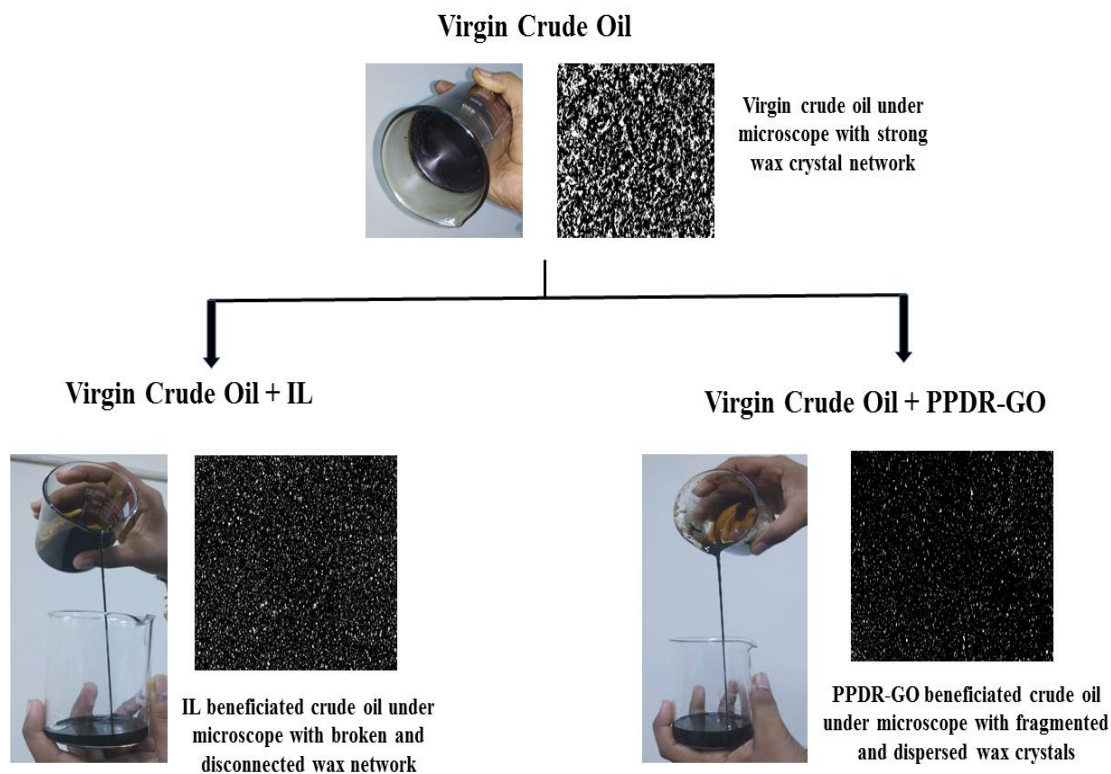 Virgin Crude Oil
Virgin crude oil under
microscope with strong
wax crystal network
Virgin Crude Oil + IL
Virgin Crude Oil + PPDR-GO
IL beneficiated crude oil under
microscope with broken and
disconnected wax network
PPDR-GO beneficiated crude oil
under microscope with fragmented
and dispersed wax crystals